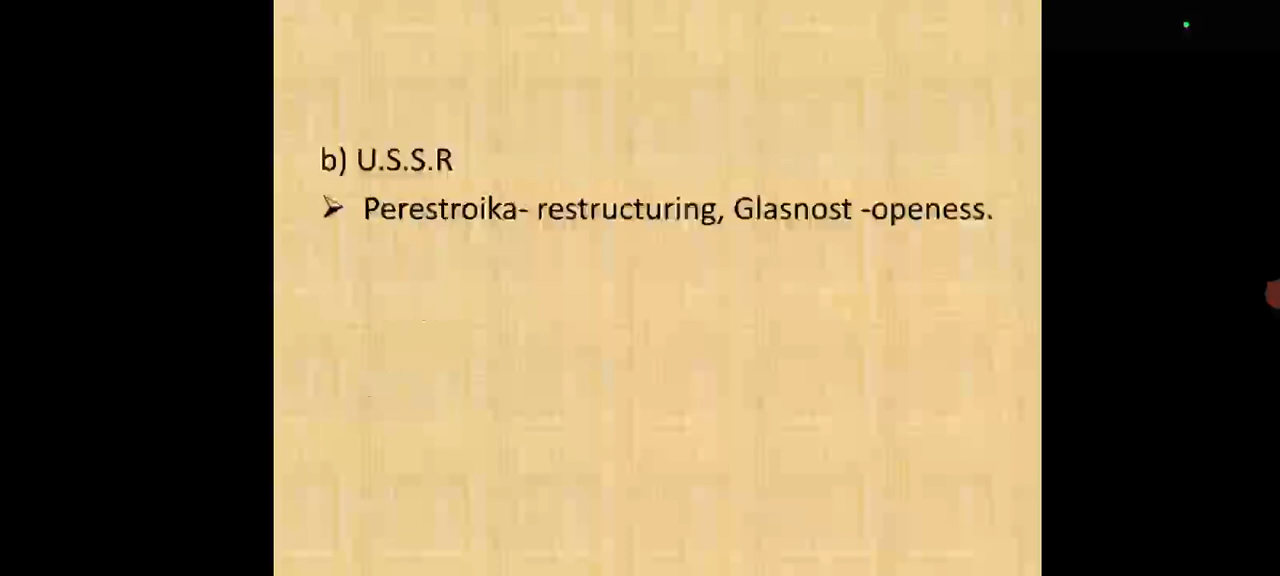 b) U.S.S.R
➢ Perestroika- restructuring, Glasnost -openess.